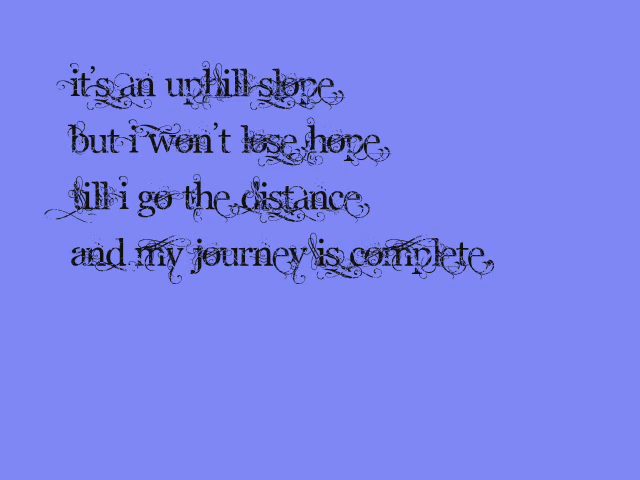 it's an uphill slope,
but i won't lose hope,
till i go the distance,
and my journey is complete,